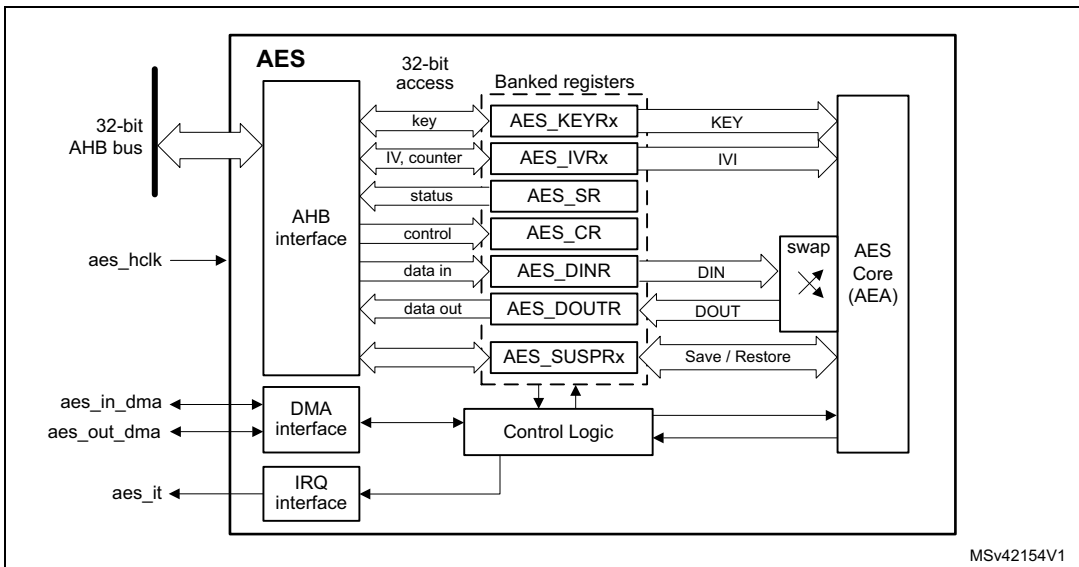 AES
32-bit
access
Banked registers
32-bit
AHB bus
AHB
interface
key
AES_KEYRx
KEY
IV, counter
AES_IVRx
IVI
status
AES_SR
control
AES_CR
aes_hclk
data in
AES_DINR
DIN
swap
AES
Core
(AEA)
data out
AES_DOUTR
DOUT
AES_SUSPRx
Save / Restore
aes_in_dma
aes_out_dma
DMA
interface
Control Logic
aes_it
IRQ
interface
MSv42154V1